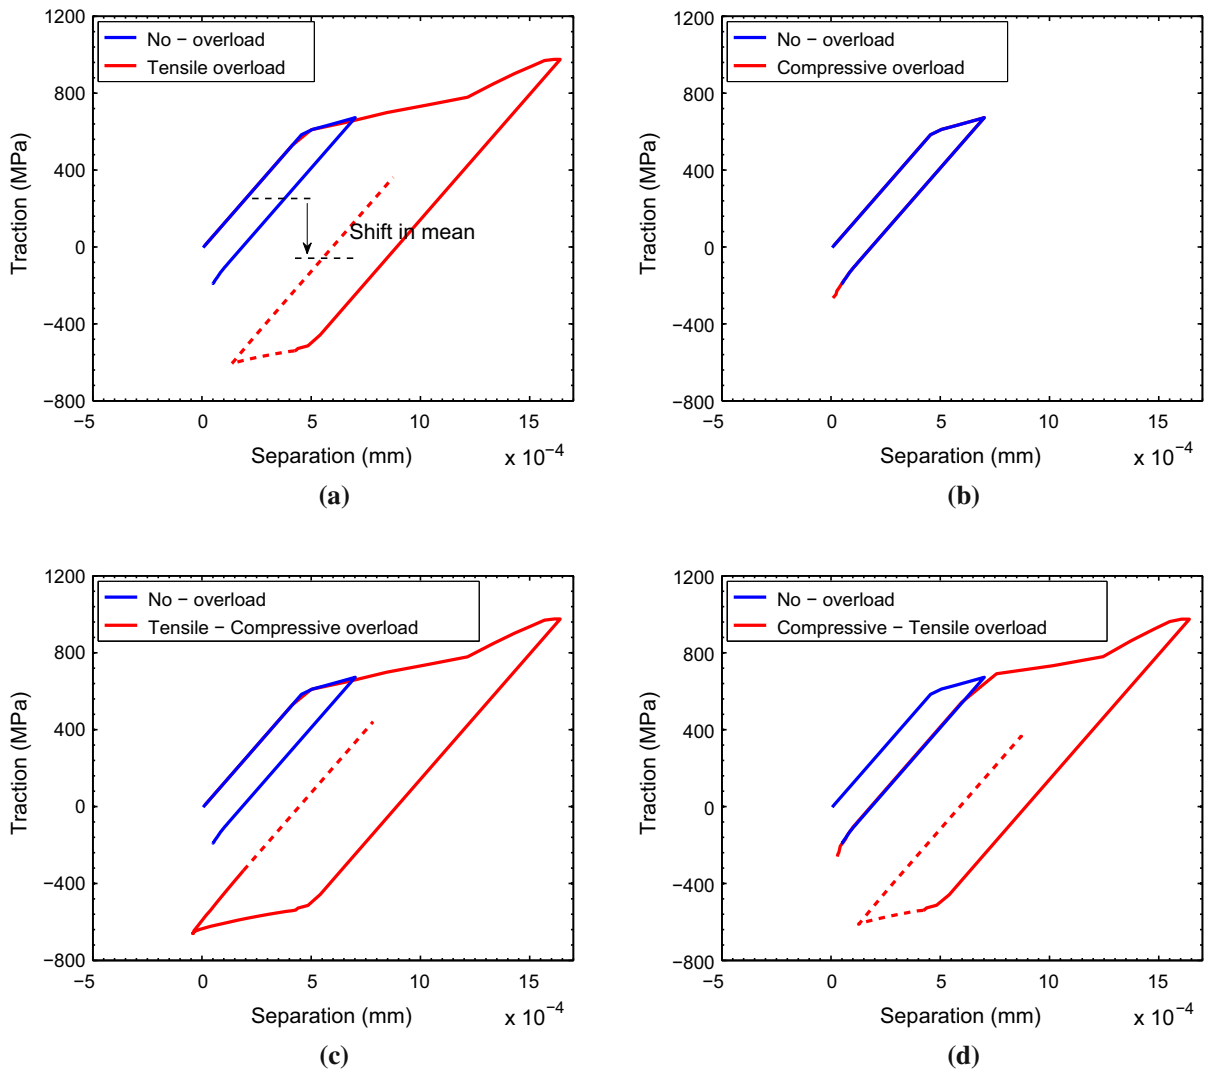 1200
800
400
0
−400
−800
−5
0
5
10
15
Traction (MPa)
Separation (mm)
x 10−4
No − overload
Tensile overload
Shift in mean
(a)
1200
800
400
0
−400
−800
−5
0
5
10
15
Traction (MPa)
Separation (mm)
x 10−4
No − overload
Compressive overload
(b)
1200
800
400
0
−400
−800
−5
0
5
10
15
Traction (MPa)
Separation (mm)
x 10−4
No − overload
Tensile − Compressive overload
(c)
1200
800
400
0
−400
−800
−5
0
5
10
15
Traction (MPa)
Separation (mm)
x 10−4
No − overload
Compressive − Tensile overload
(d)